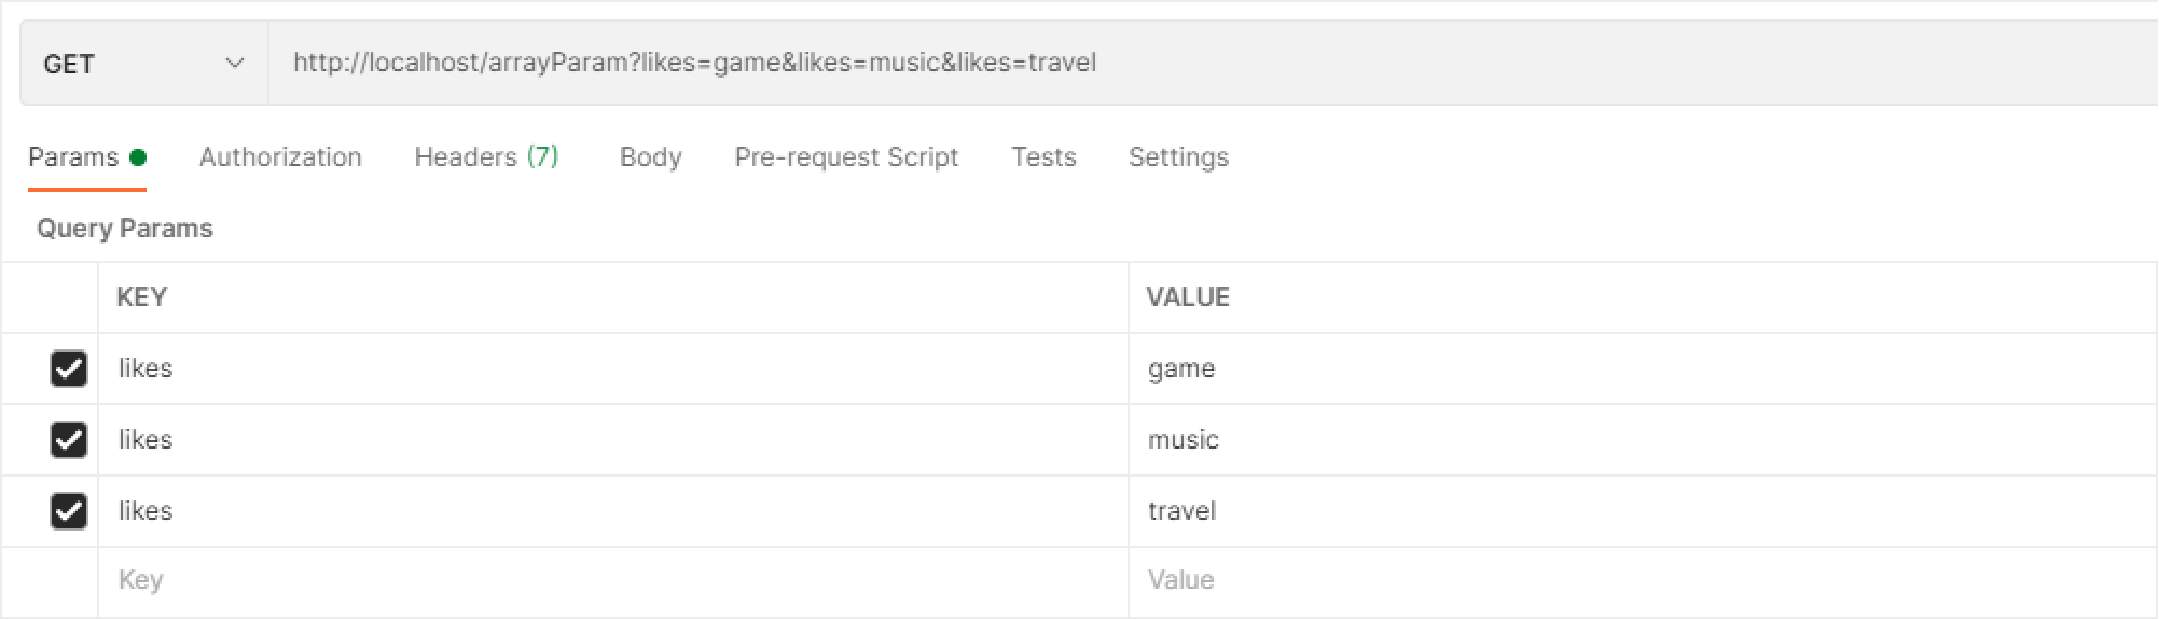 GET http://localhost/arrayParam?likes=game&likes=music&likes=travel
Params Authorization Headers (7) Body Pre-request Script Tests Settings
Query Params
KEY VALUE
likes game
likes music
likes travel
Key Value